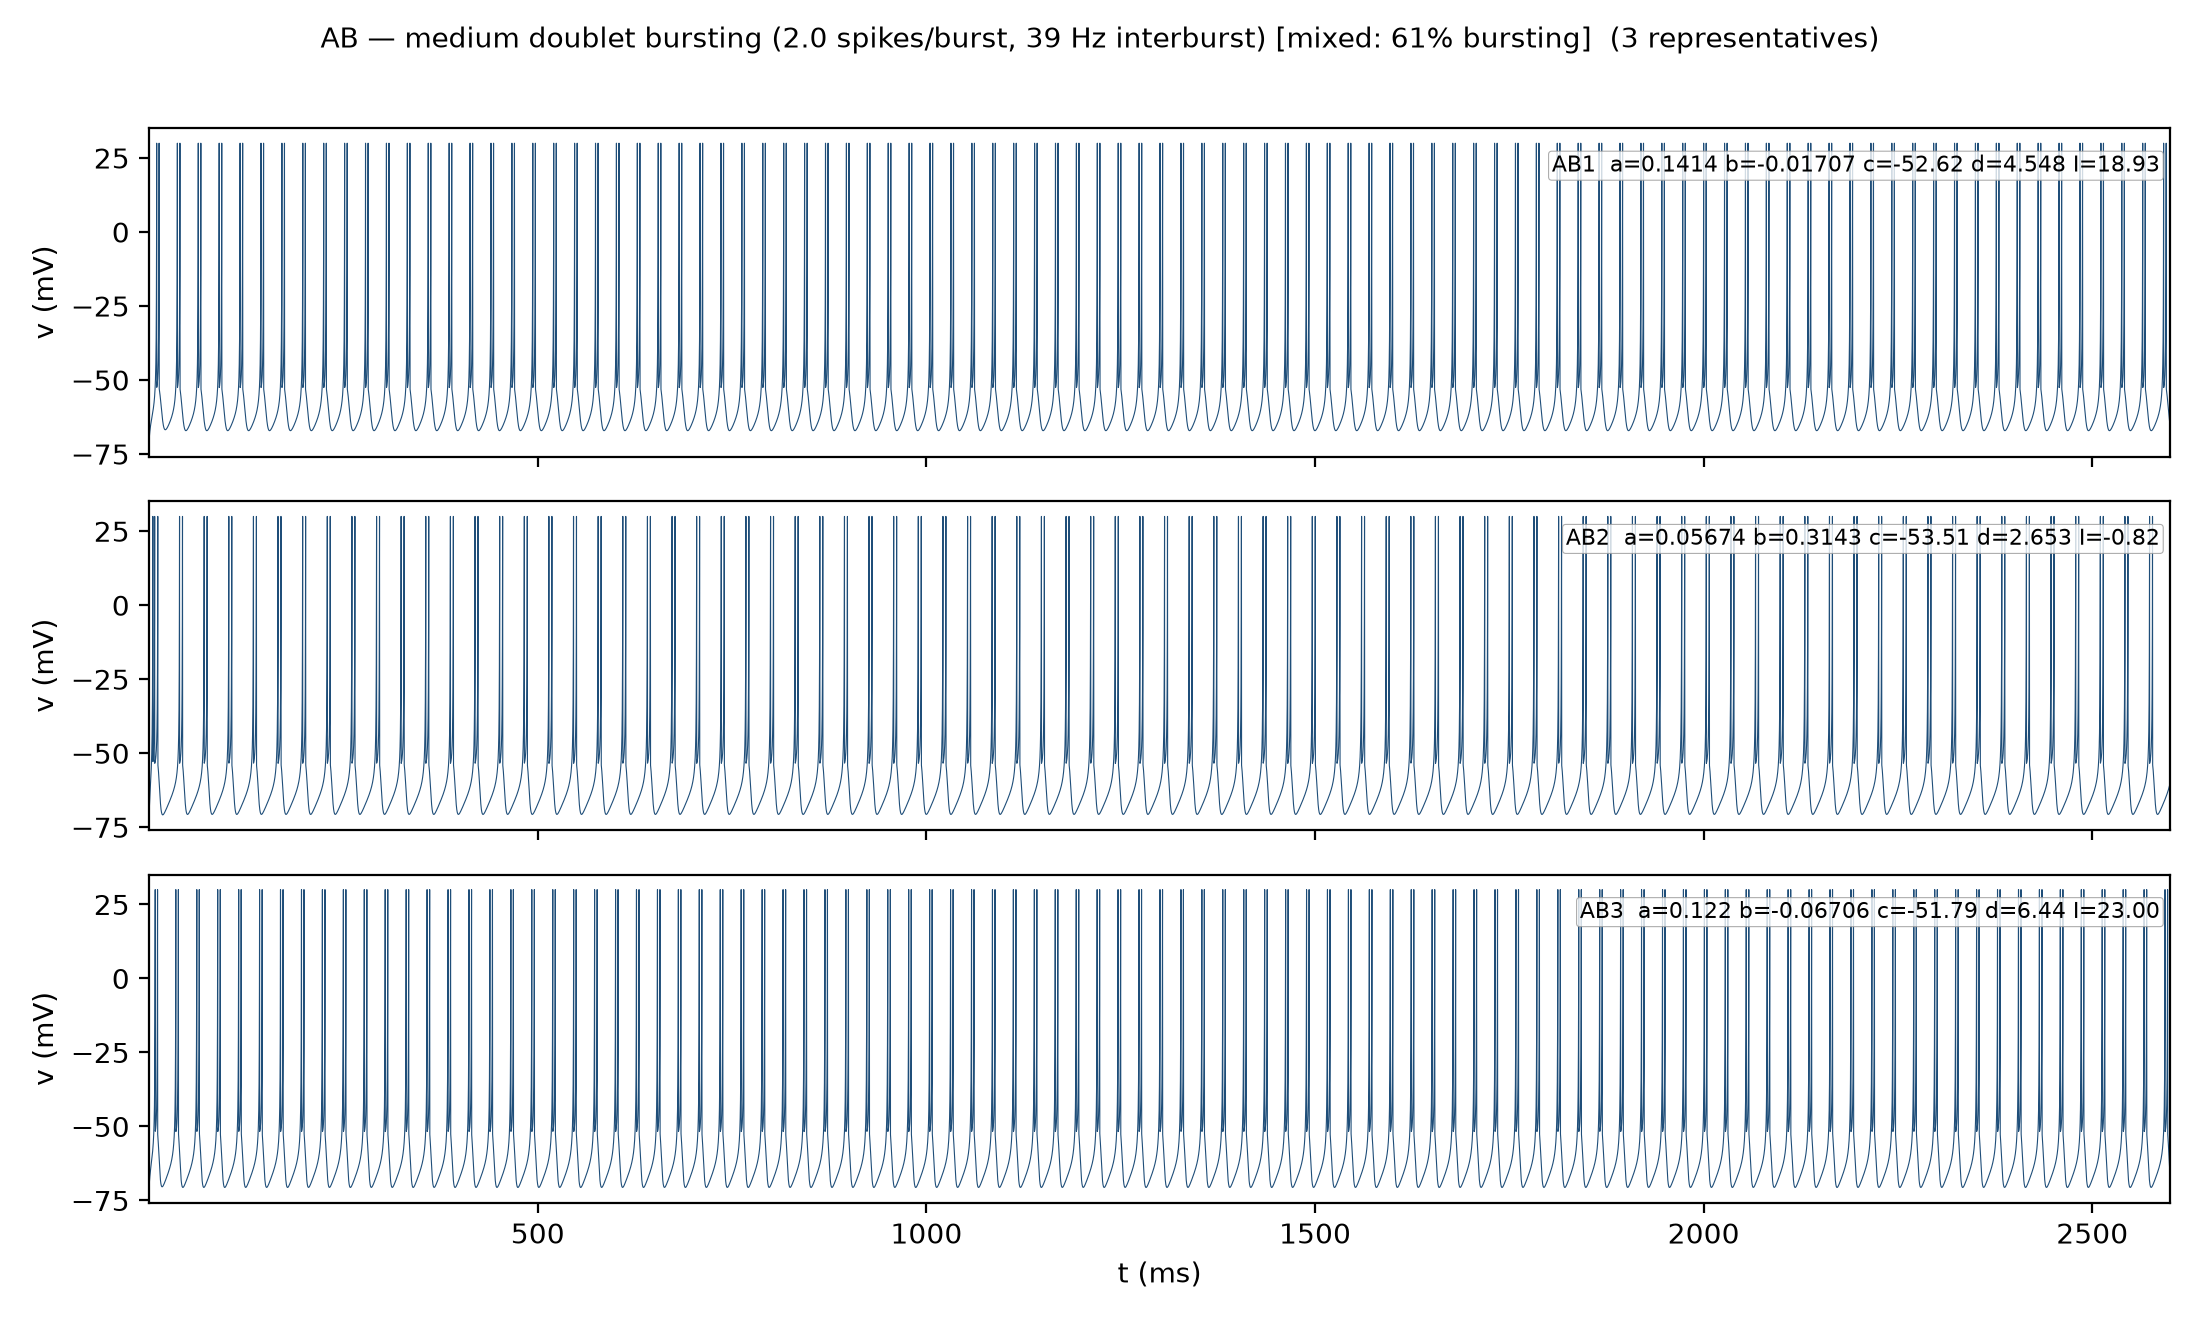 AB — medium doublet bursting (2.0 spikes/burst, 39 Hz interburst) [mixed: 61% bursting]  (3 representatives)
AB1  a=0.1414 b=-0.01707 c=-52.62 d=4.548 I=18.93
25
0
−25
−50
−75
v (mV)
AB2  a=0.05674 b=0.3143 c=-53.51 d=2.653 I=-0.82
25
0
−25
−50
−75
v (mV)
AB3  a=0.122 b=-0.06706 c=-51.79 d=6.44 I=23.00
25
0
−25
−50
−75
v (mV)
500 1000 1500 2000 2500
t (ms)